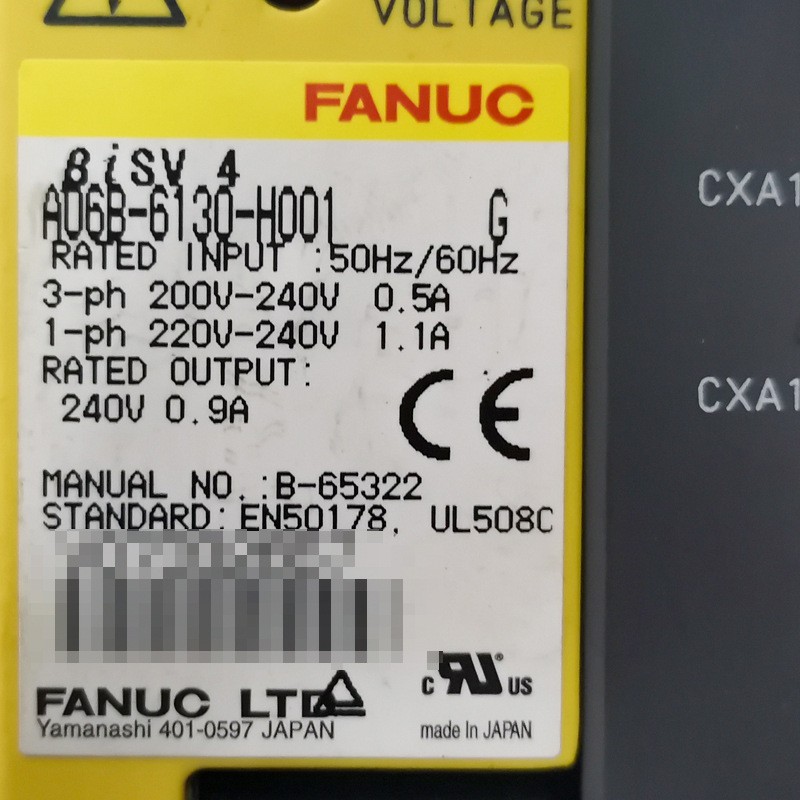 VOLTAGE
FANUC
βiSV 4
A06B-6130-H001 G
RATED INPUT :50Hz/60Hz
3-ph 200V-240V 0.5A
1-ph 220V-240V 1.1A
RATED OUTPUT:
240V 0.9A
CE
MANUAL NO.:B-65322
STANDARD:EN50178, UL508C
FANUC LTD
Yamanashi 401-0597 JAPAN
c RU US
made in JAPAN
CXA1
CXA1